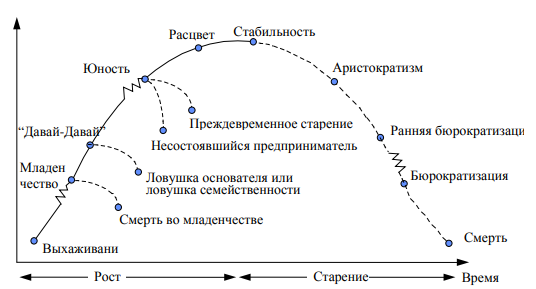 Расцвет
Стабильность
Юность
Аристократизм
Преждевременное старение
"Давай-Давай"
Ранняя бюрократизаци
Несостоявшийся предприниматель
Младен
чество
Ловушка основателя или
ловушка семейственности
Бюрократизация
Смерть во младенчестве
Выхаживани
Смерть
Рост
Старение
Время